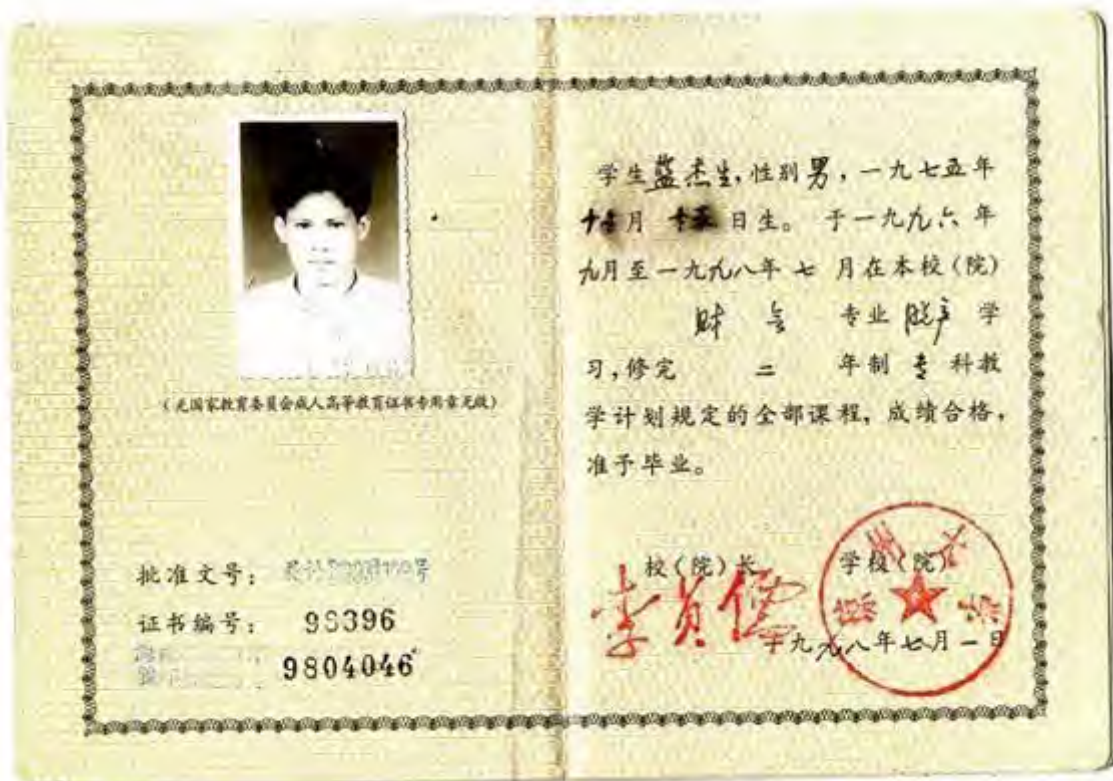 (无国家教育委员会成人高等教育证书专用章无效)
批准文号:
证书编号: 98396
9804046
学生蓝杰生,性别男,一九七五年
月 日生。于一九九六年
九月至一九九八年七月在本校(院)
财会 专业脱产学
习,修完 二 年制专科教
学计划规定的全部课程,成绩合格,
准予毕业。
校(院)长 学校(院)
一九九八年七月一日